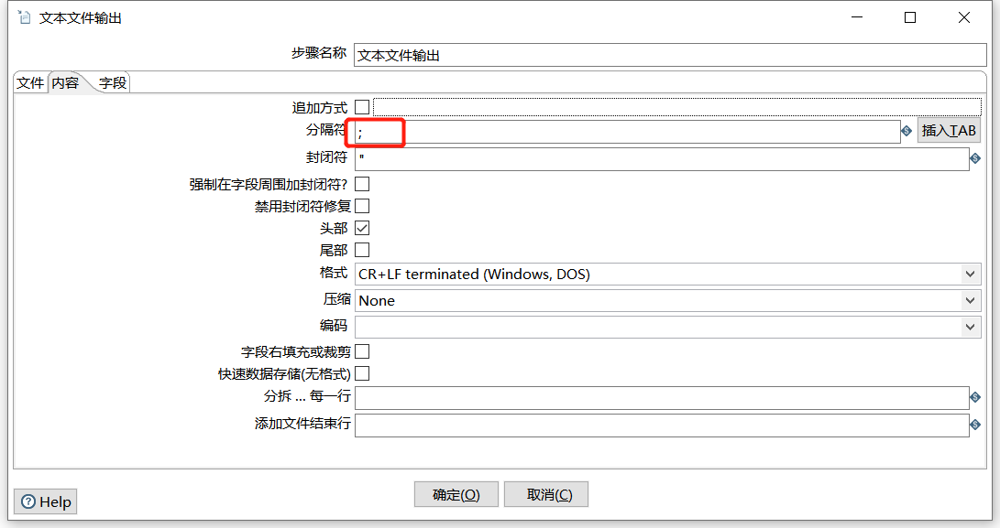 文本文件输出
步骤名称 文本文件输出
文件 内容 字段
追加方式
分隔符 ; 插入TAB
封闭符 "
强制在字段周围加封闭符?
禁用封闭符修复
头部
尾部
格式 CR+LF terminated (Windows, DOS)
压缩 None
编码
字段右填充或裁剪
快速数据存储(无格式)
分拆 ... 每一行
添加文件结束行
Help 确定(O) 取消(C)